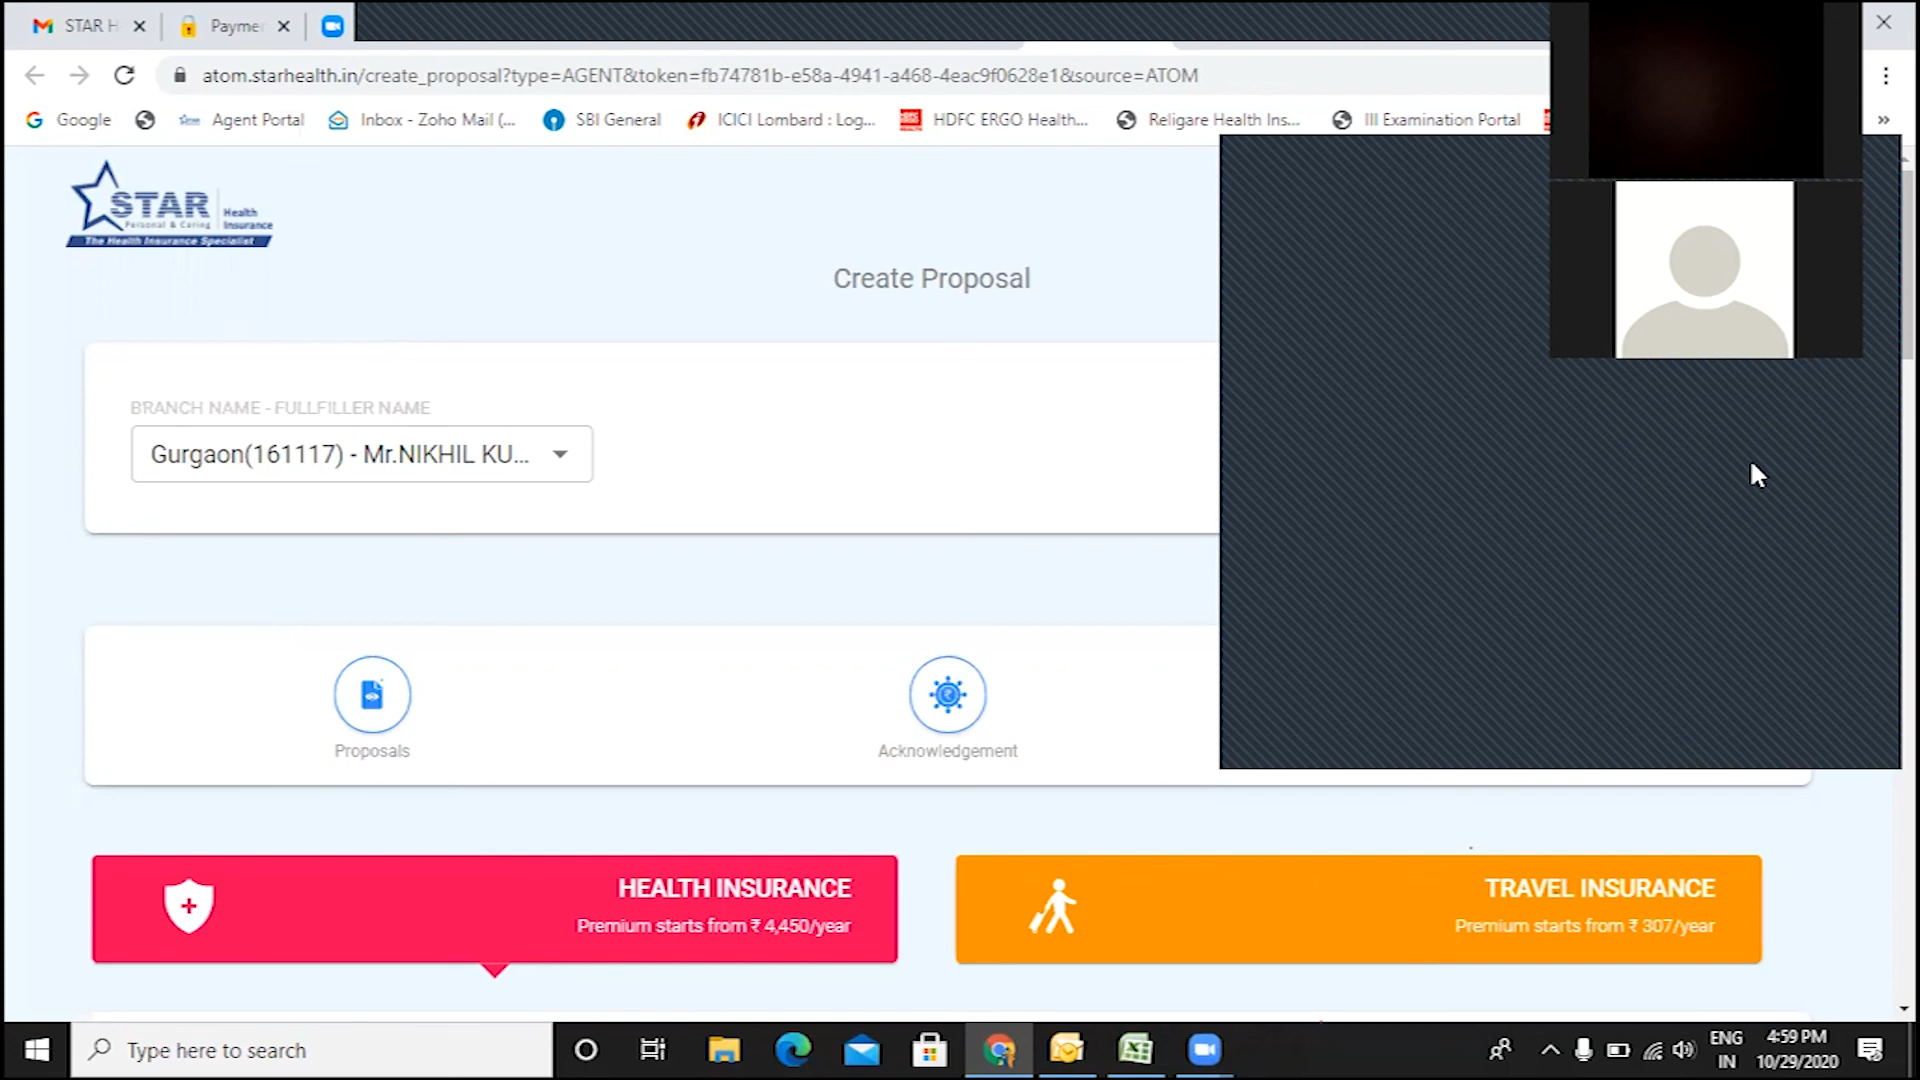 STAR H
Payme
atom.starhealth.in/create_proposal?type=AGENT&token=fb74781b-e58a-4941-a468-4eac9f0628e1&source=ATOM
Google
Agent Portal
Inbox - Zoho Mail (...
SBI General
ICICI Lombard : Log...
HDFC ERGO Health...
Religare Health Ins...
III Examination Portal
»
STAR
Personal & Caring
Health
Insurance
The Health Insurance Specialist
Create Proposal
BRANCH NAME - FULLFILLER NAME
Gurgaon(161117) - Mr.NIKHIL KU...
Proposals
Acknowledgement
HEALTH INSURANCE
Premium starts from ₹ 4,450/year
TRAVEL INSURANCE
Premium starts from ₹ 307/year
Type here to search
ENG
IN
4:59 PM
10/29/2020